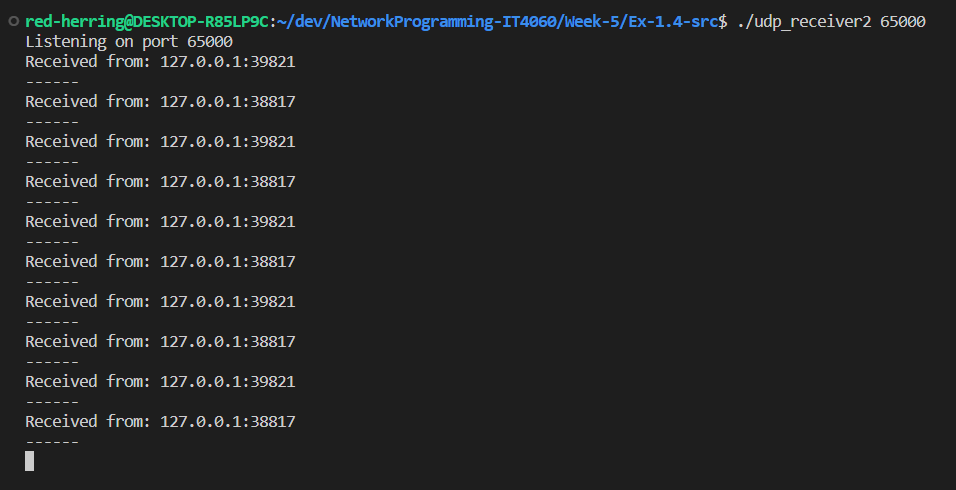 red-herring@DESKTOP-R85LP9C:~/dev/NetworkProgramming-IT4060/Week-5/Ex-1.4-src$ ./udp_receiver2 65000
Listening on port 65000
Received from: 127.0.0.1:39821
------
Received from: 127.0.0.1:38817
------
Received from: 127.0.0.1:39821
------
Received from: 127.0.0.1:38817
------
Received from: 127.0.0.1:39821
------
Received from: 127.0.0.1:38817
------
Received from: 127.0.0.1:39821
------
Received from: 127.0.0.1:38817
------
Received from: 127.0.0.1:39821
------
Received from: 127.0.0.1:38817
------